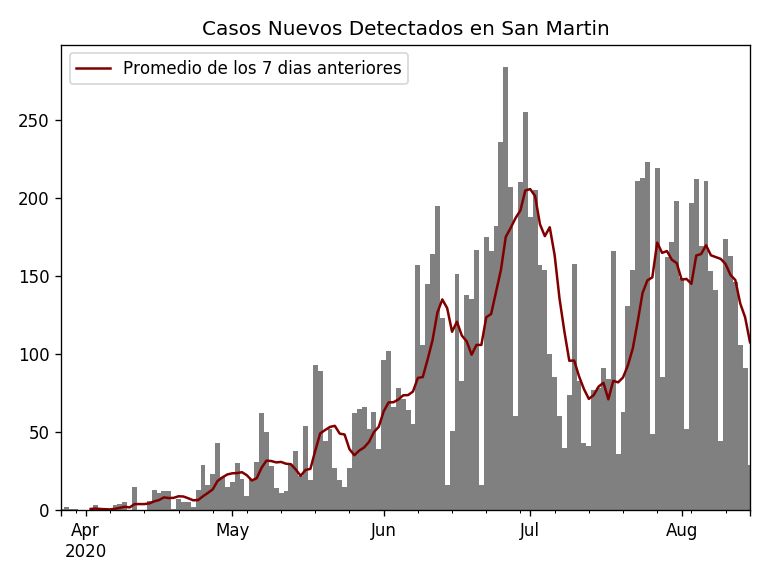 Casos Nuevos Detectados en San Martin
Promedio de los 7 dias anteriores
250
200
150
100
50
0
Apr May Jun Jul Aug
2020